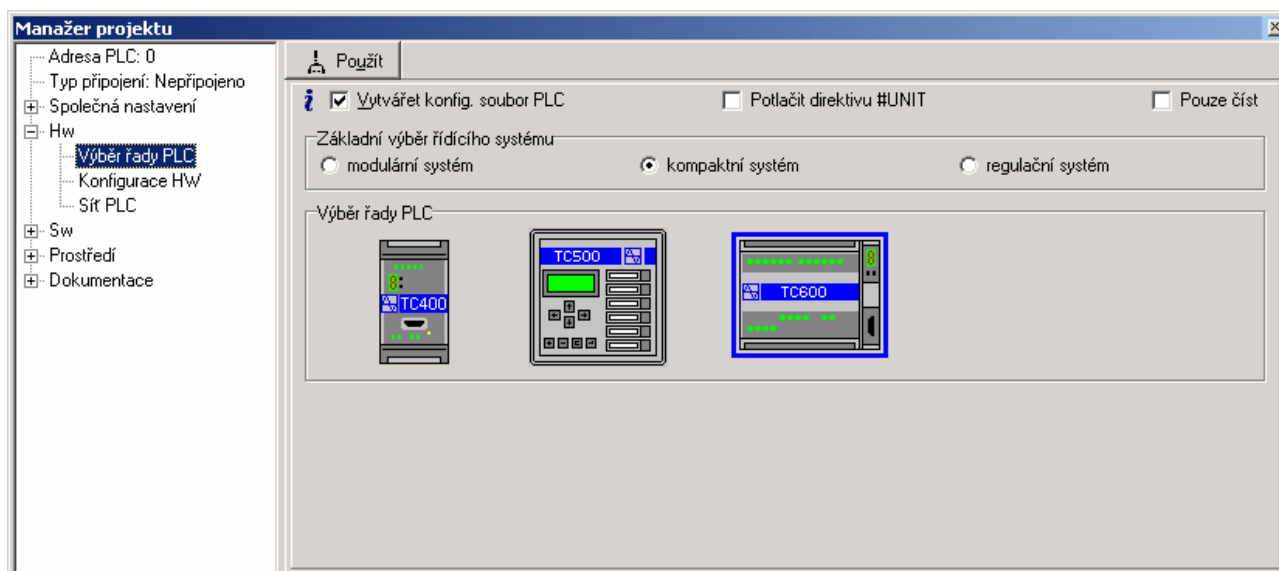 Manažer projektu
Adresa PLC: 0
Typ připojení: Nepřipojeno
Společná nastavení
Hw
Výběr řady PLC
Konfigurace HW
Síť PLC
Sw
Prostředí
Dokumentace
Použít
Vytvářet konfig. soubor PLC
Potlačit direktivu #UNIT
Pouze číst
Základní výběr řídícího systému
modulární systém
kompaktní systém
regulační systém
Výběr řady PLC
8:
TC400
TC500
TC600
8